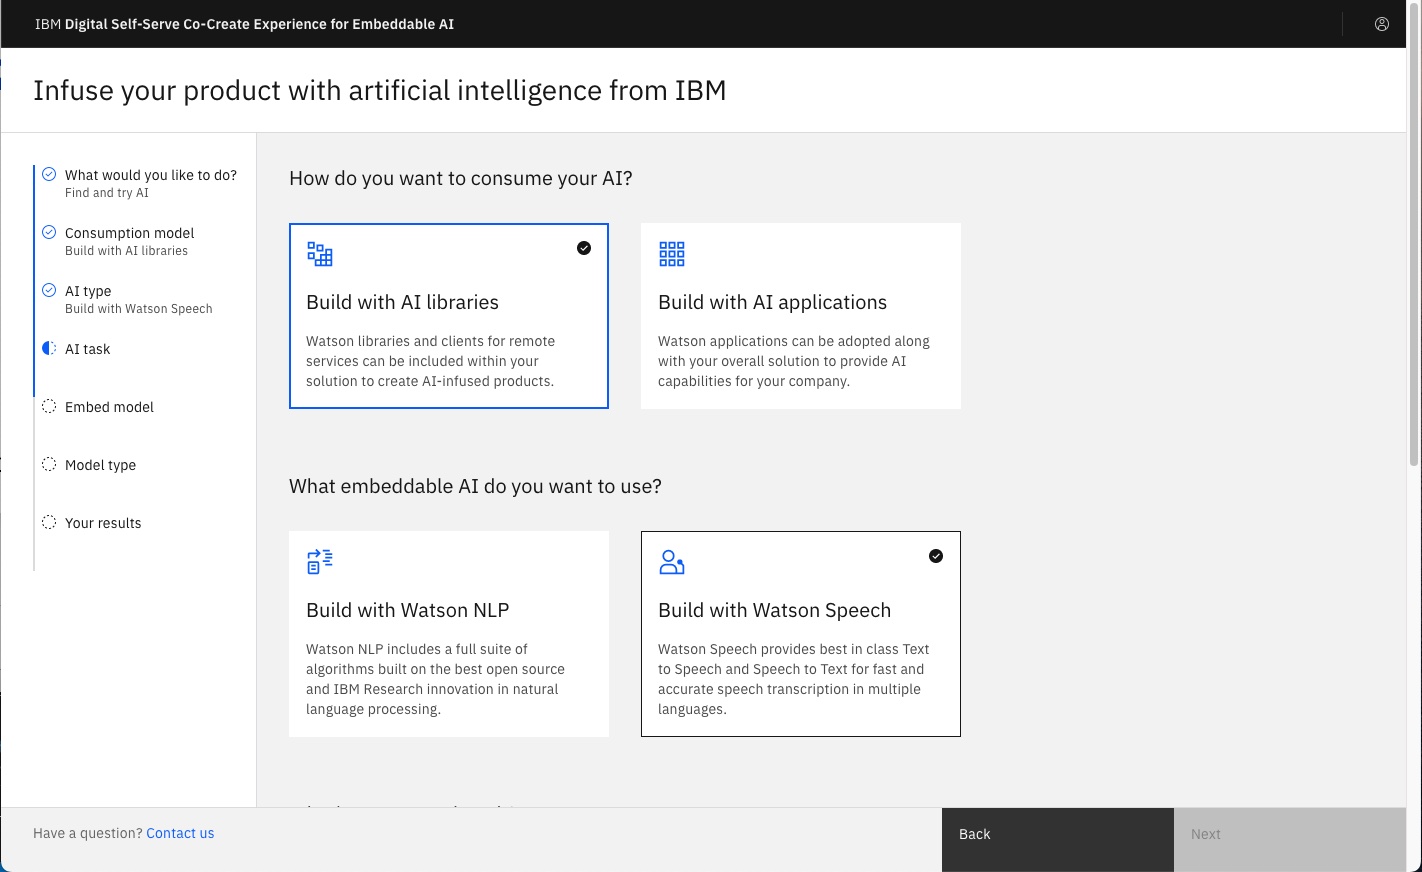 IBM Digital Self-Serve Co-Create Experience for Embeddable AI
Infuse your product with artificial intelligence from IBM
What would you like to do?
Find and try AI
Consumption model
Build with AI libraries
AI type
Build with Watson Speech
AI task
Embed model
Model type
Your results
How do you want to consume your AI?
Build with AI libraries
Watson libraries and clients for remote
services can be included within your
solution to create AI-infused products.
Build with AI applications
Watson applications can be adopted along
with your overall solution to provide AI
capabilities for your company.
What embeddable AI do you want to use?
Build with Watson NLP
Watson NLP includes a full suite of
algorithms built on the best open source
and IBM Research innovation in natural
language processing.
Build with Watson Speech
Watson Speech provides best in class Text
to Speech and Speech to Text for fast and
accurate speech transcription in multiple
languages.
Have a question? Contact us
Back
Next